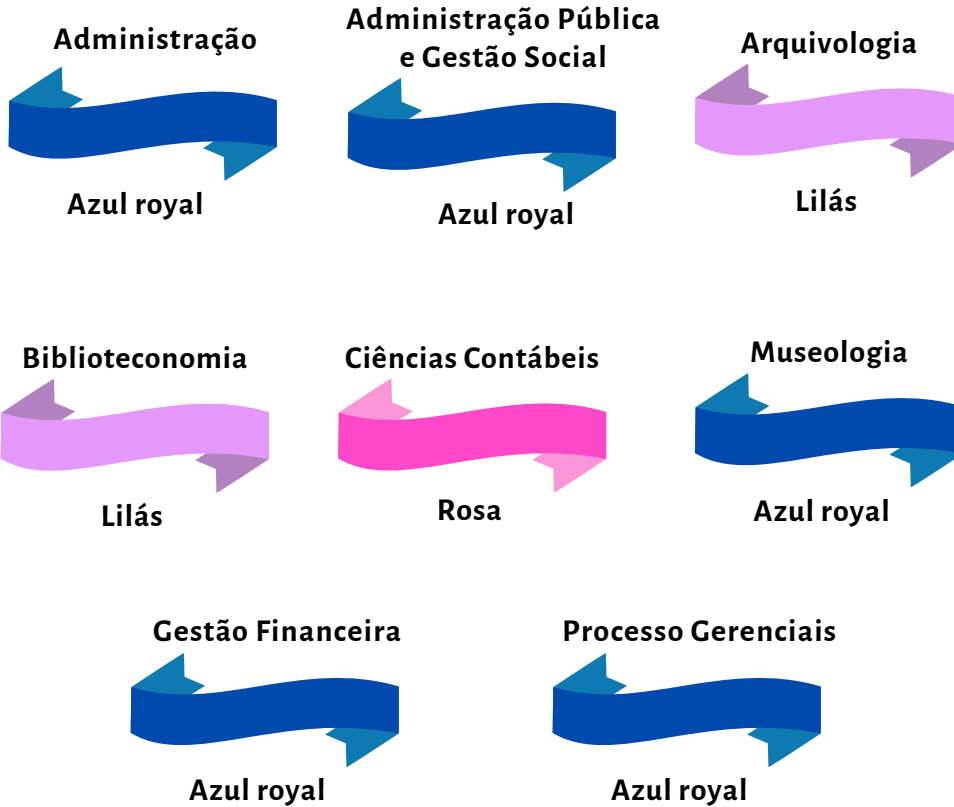 Administração
Azul royal
Administração Pública
e Gestão Social
Azul royal
Arquivologia
Lilás
Biblioteconomia
Lilás
Ciências Contábeis
Rosa
Museologia
Azul royal
Gestão Financeira
Azul royal
Processo Gerenciais
Azul royal